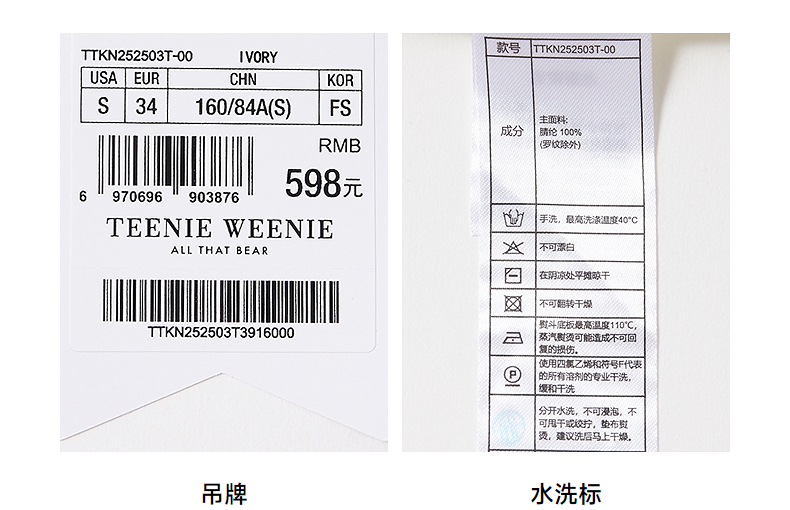 TTKN252503T-00 IVORY
USA EUR CHN KOR
S 34 160/84A(S) FS
RMB
598元
6 970696 903876
TEENIE WEENIE
ALL THAT BEAR
TTKN252503T3916000
吊牌
款号 TTKN252503T-00
成分
主面料:
腈纶 100%
(罗纹除外)
手洗，最高洗涤温度40°C
不可漂白
在阴凉处平摊晾干
不可翻转干燥
熨斗底板最高温度110℃,
蒸汽熨烫可能造成不可回
复的损伤。
P
使用四氯乙烯和符号F代表
的所有溶剂的专业干洗,
缓和干洗
分开水洗，不可浸泡，不
可甩干或绞拧，垫布熨
烫，建议洗后马上干燥。
水洗标